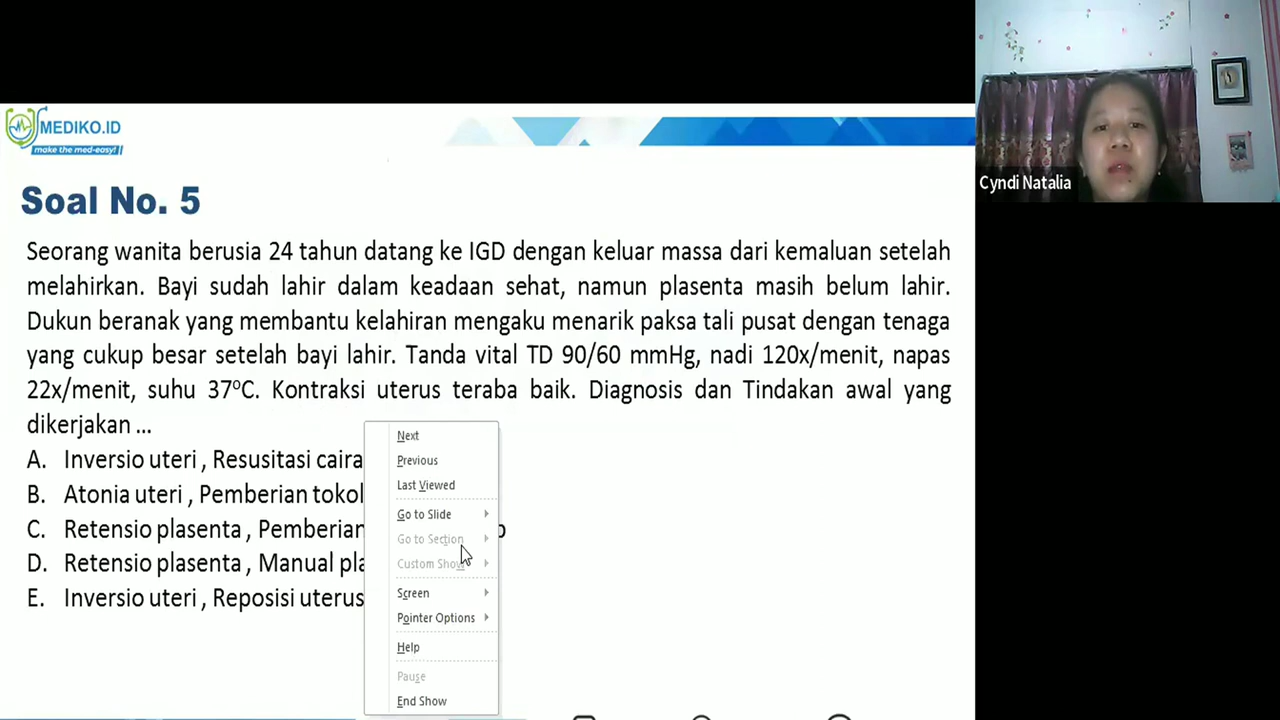 MEDIKO.ID
make the med-easy!
Cyndi Natalia
Soal No. 5
Seorang wanita berusia 24 tahun datang ke IGD dengan keluar massa dari kemaluan setelah
melahirkan. Bayi sudah lahir dalam keadaan sehat, namun plasenta masih belum lahir.
Dukun beranak yang membantu kelahiran mengaku menarik paksa tali pusat dengan tenaga
yang cukup besar setelah bayi lahir. Tanda vital TD 90/60 mmHg, nadi 120x/menit, napas
22x/menit, suhu 37⁰C. Kontraksi uterus teraba baik. Diagnosis dan Tindakan awal yang
dikerjakan ...
A. Inversio uteri , Resusitasi
B. Atonia uteri , Pemberian
C. Retensio plasenta , Pemberian
D. Retensio plasenta , Manual
E. Inversio uteri , Reposisi uterus
Next
Previous
Last Viewed
Go to Slide
Go to Section
Custom Show
Screen
Pointer Options
Help
Pause
End Show